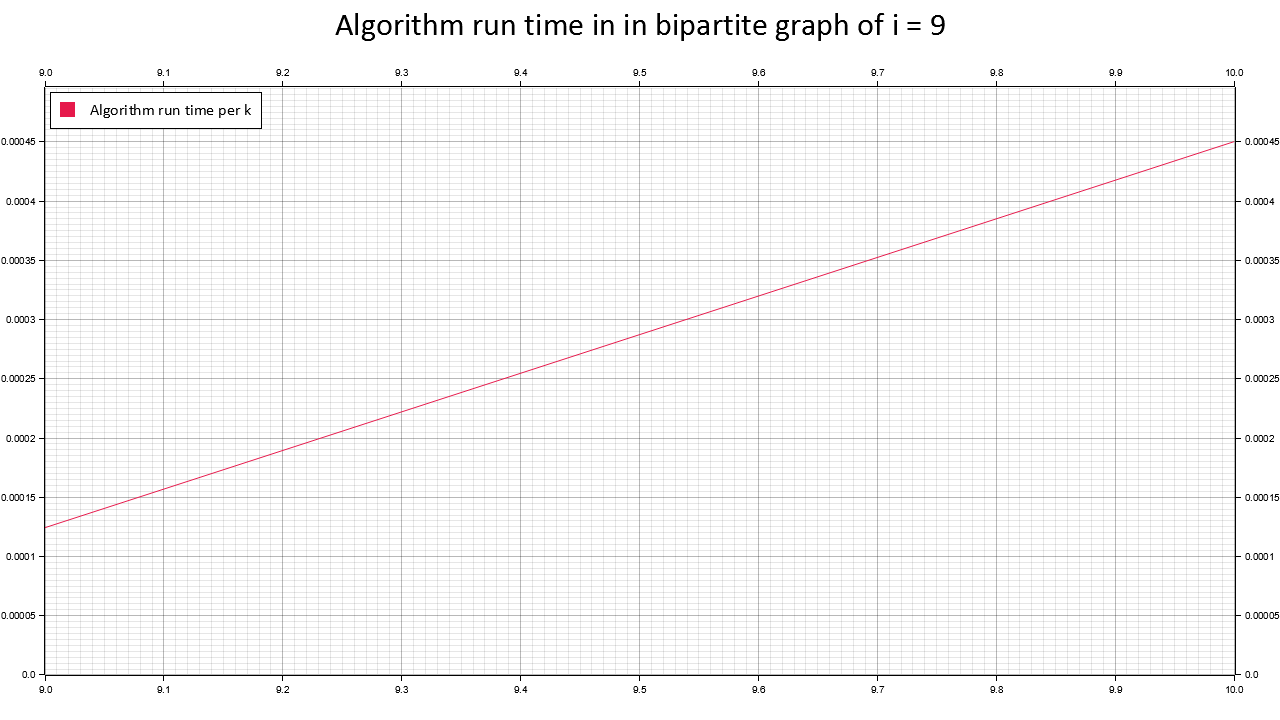 Algorithm run time in in bipartite graph of i = 9
9.0 9.1 9.2 9.3 9.4 9.5 9.6 9.7 9.8 9.9 10.0
Algorithm run time per k
0.00045 0.00045
0.0004 0.0004
0.00035 0.00035
0.0003 0.0003
0.00025 0.00025
0.0002 0.0002
0.00015 0.00015
0.0001 0.0001
0.00005 0.00005
0.0 0.0
9.0 9.1 9.2 9.3 9.4 9.5 9.6 9.7 9.8 9.9 10.0